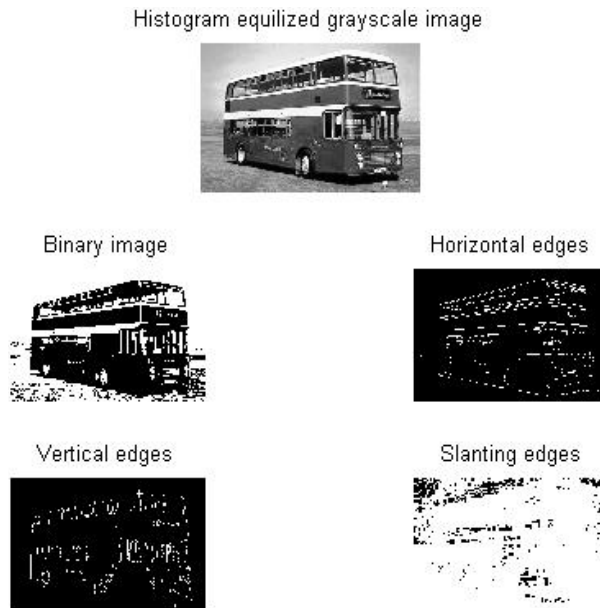 Histogram equilized grayscale image
Binary image
Horizontal edges
Vertical edges
Slanting edges